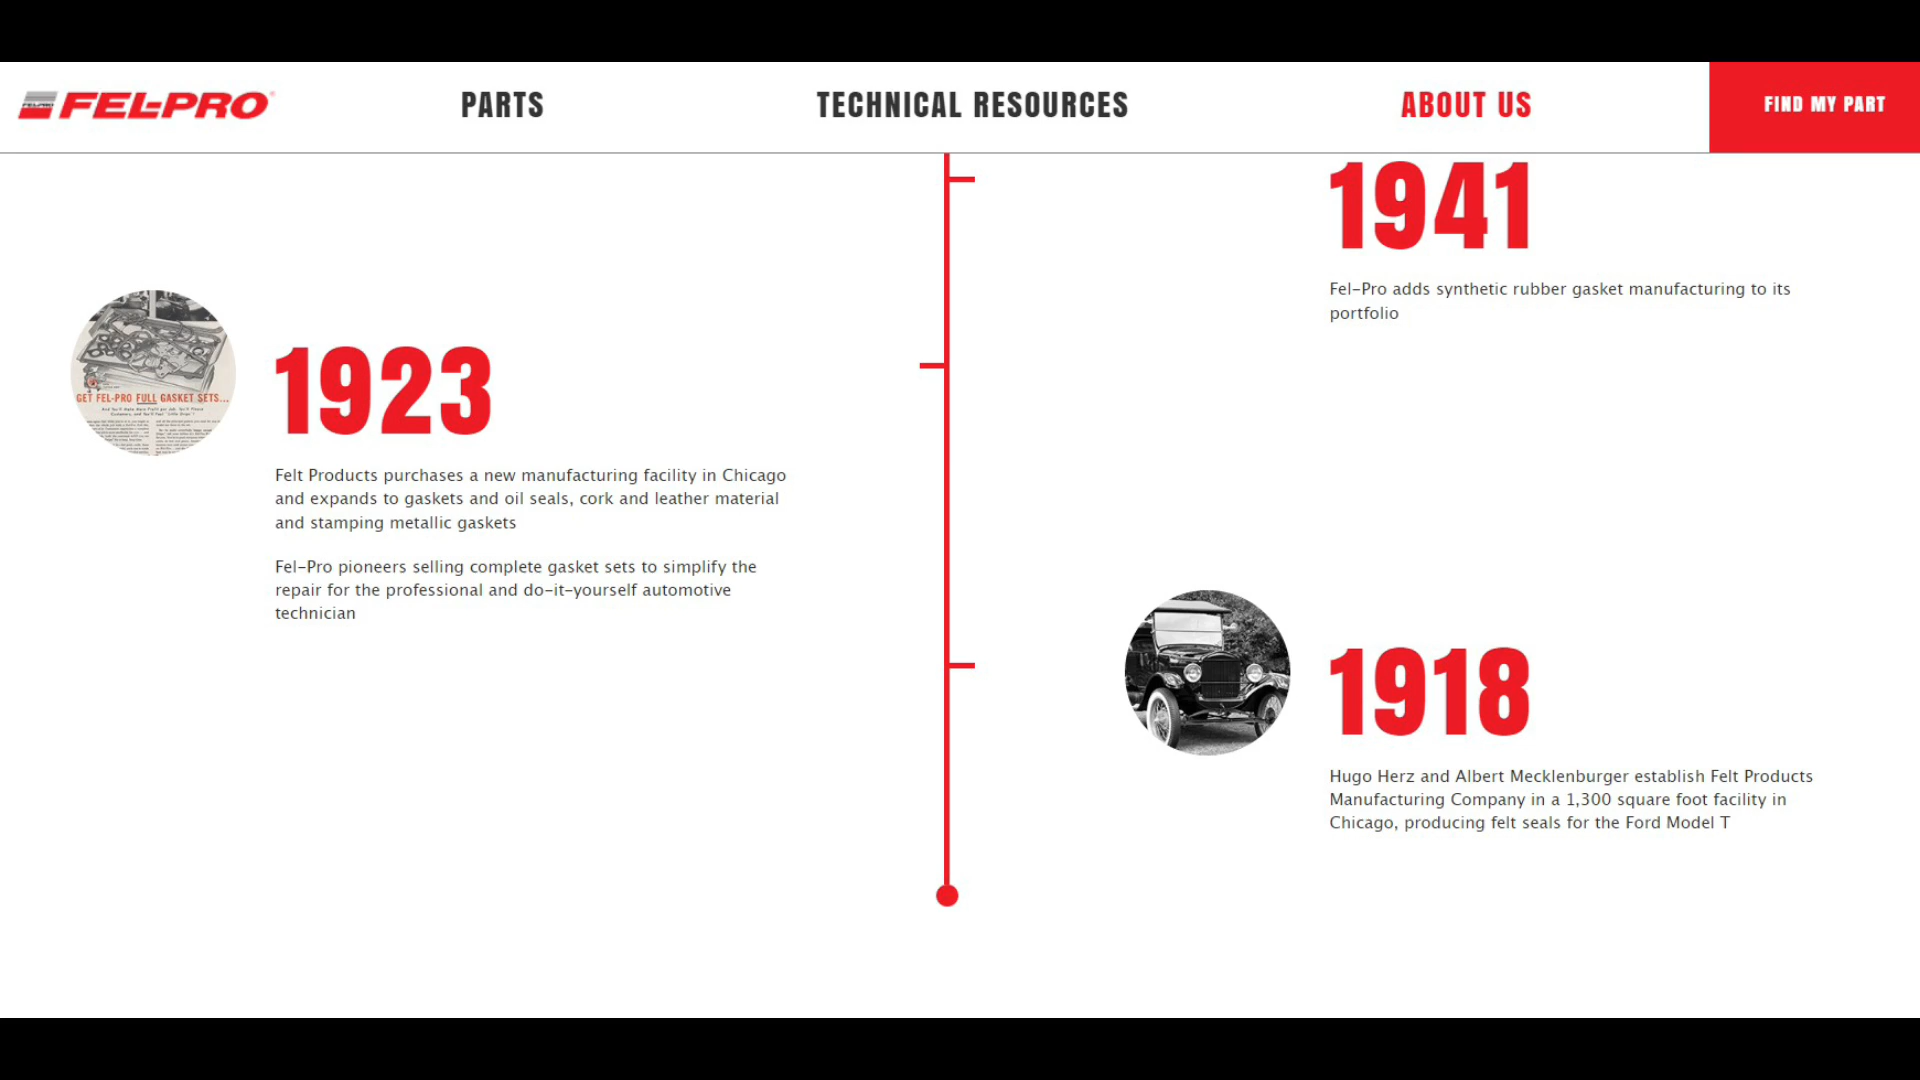 FEL-PRO
PARTS
TECHNICAL RESOURCES
ABOUT US
FIND MY PART
1941
Fel-Pro adds synthetic rubber gasket manufacturing to its
portfolio
GET FEL-PRO FULL GASKET SETS...
1923
Felt Products purchases a new manufacturing facility in Chicago
and expands to gaskets and oil seals, cork and leather material
and stamping metallic gaskets
Fel-Pro pioneers selling complete gasket sets to simplify the
repair for the professional and do-it-yourself automotive
technician
1918
Hugo Herz and Albert Mecklenburger establish Felt Products
Manufacturing Company in a 1,300 square foot facility in
Chicago, producing felt seals for the Ford Model T